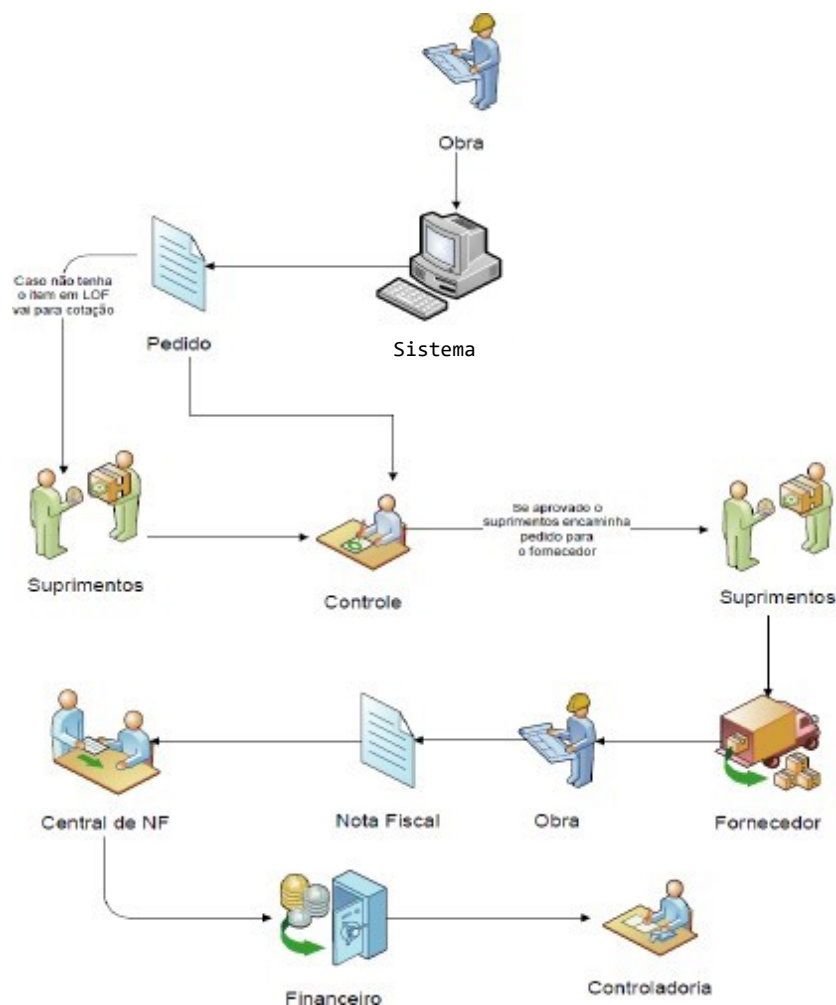 Obra
Caso não tenha
o item em LOF
vai para cotação
Pedido
Sistema
Suprimentos
Controle
Se aprovado o
suprimentos encaminha
pedido para
o fornecedor
Suprimentos
Central de NF
Nota Fiscal
Obra
Fornecedor
Financeiro
Controladoria